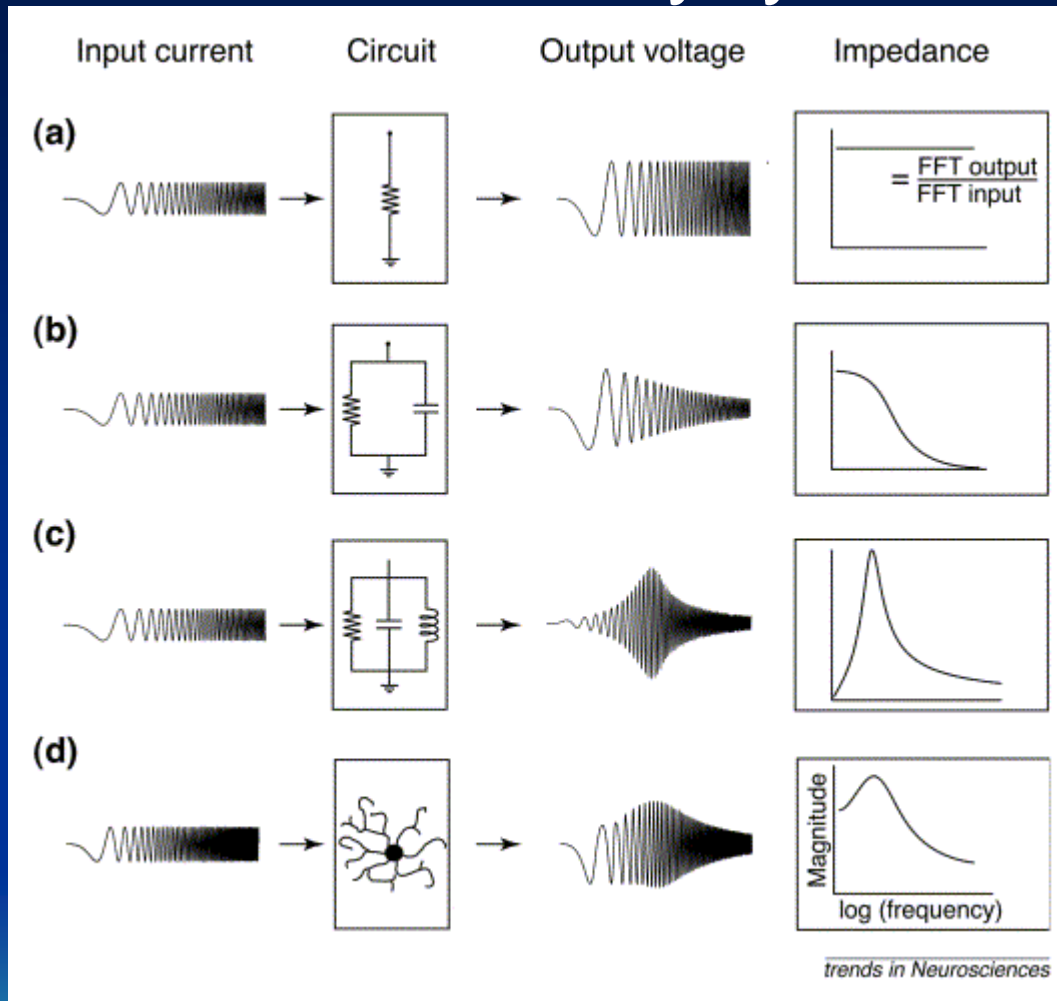 Input current Circuit Output voltage Impedance
(a)
= FFT output
FFT input
(b)
(c)
(d)
Magnitude
log (frequency)
trends in Neurosciences